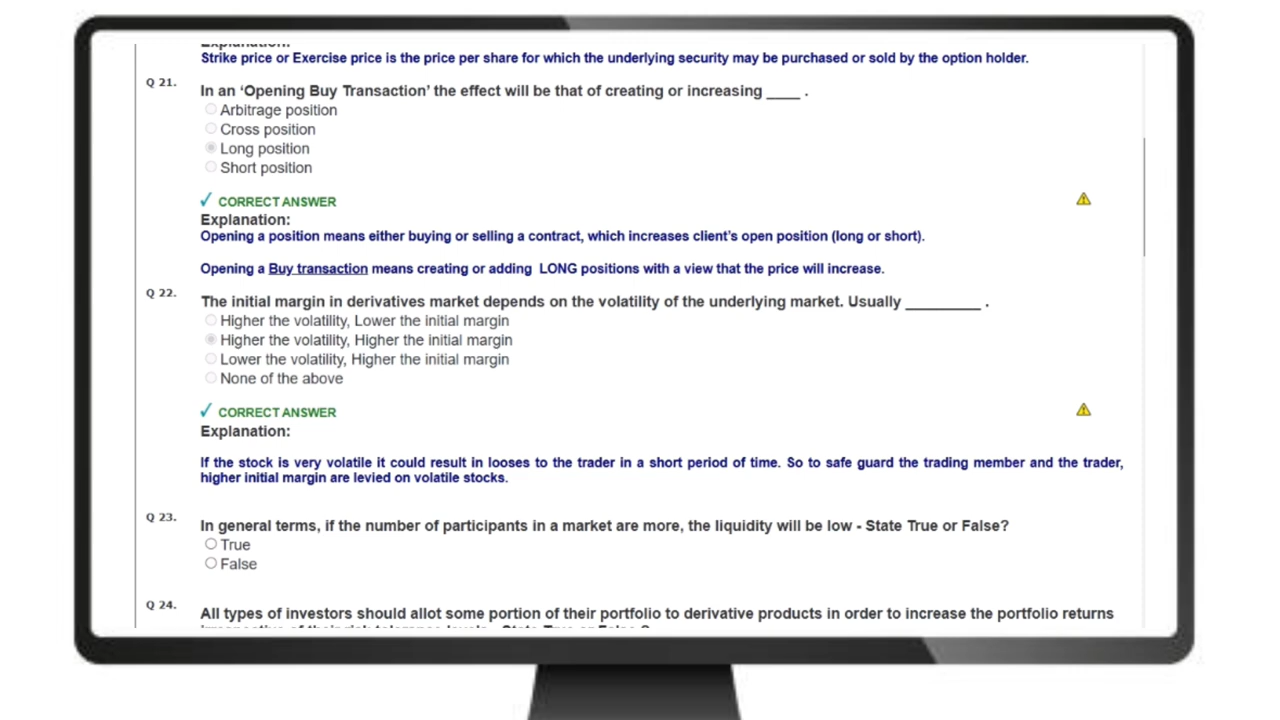 Explanation:
Strike price or Exercise price is the price per share for which the underlying security may be purchased or sold by the option holder.
Q 21.
In an ‘Opening Buy Transaction’ the effect will be that of creating or increasing ____ .
Arbitrage position
Cross position
Long position
Short position
✓ CORRECT ANSWER
Explanation:
Opening a position means either buying or selling a contract, which increases client’s open position (long or short).
Opening a Buy transaction means creating or adding LONG positions with a view that the price will increase.
Q 22.
The initial margin in derivatives market depends on the volatility of the underlying market. Usually _________ .
Higher the volatility, Lower the initial margin
Higher the volatility, Higher the initial margin
Lower the volatility, Higher the initial margin
None of the above
✓ CORRECT ANSWER
Explanation:
If the stock is very volatile it could result in looses to the trader in a short period of time. So to safe guard the trading member and the trader,
higher initial margin are levied on volatile stocks.
Q 23.
In general terms, if the number of participants in a market are more, the liquidity will be low - State True or False?
True
False
Q 24.
All types of investors should allot some portion of their portfolio to derivative products in order to increase the portfolio returns
irrespective of their risk tolerance levels - State True or False ?